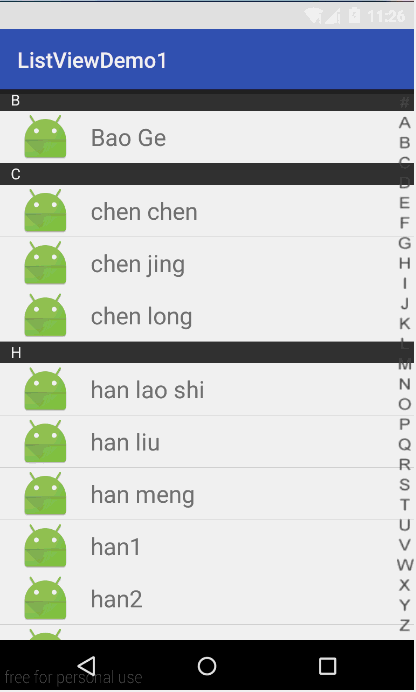 11:26
ListViewDemo1
B
Bao Ge
C
chen chen
chen jing
chen long
H
han lao shi
han liu
han meng
han1
han2
#
A
B
C
D
E
F
G
H
I
J
K
L
M
N
O
P
Q
R
S
T
U
V
W
X
Y
Z
free for personal use